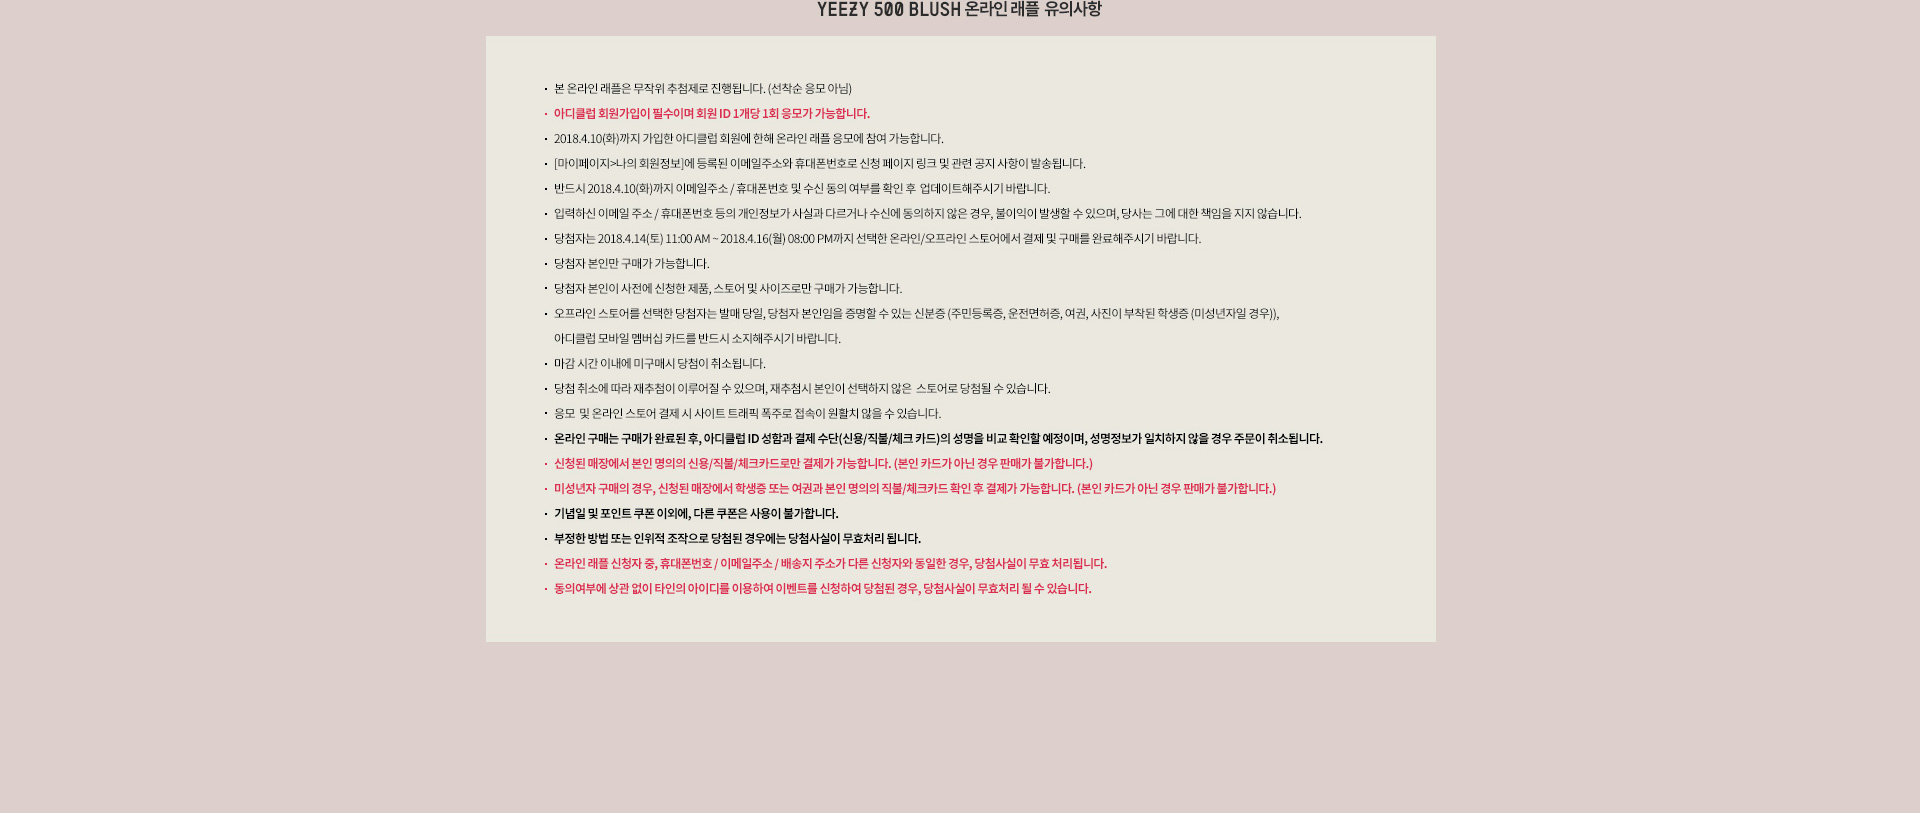 YEEZY 500 BLUSH 온라인 래플 유의사항
· 본 온라인 래플은 무작위 추첨제로 진행됩니다. (선착순 응모 아님)
· 아디클럽 회원가입이 필수이며 회원 ID 1개당 1회 응모가 가능합니다.
· 2018.4.10(화)까지 가입한 아디클럽 회원에 한해 온라인 래플 응모에 참여 가능합니다.
· [마이페이지>나의 회원정보]에 등록된 이메일주소와 휴대폰번호로 신청 페이지 링크 및 관련 공지 사항이 발송됩니다.
· 반드시 2018.4.10(화)까지 이메일주소 / 휴대폰번호 및 수신 동의 여부를 확인 후 업데이트해주시기 바랍니다.
· 입력하신 이메일 주소 / 휴대폰번호 등의 개인정보가 사실과 다르거나 수신에 동의하지 않은 경우, 불이익이 발생할 수 있으며, 당사는 그에 대한 책임을 지지 않습니다.
· 당첨자는 2018.4.14(토) 11:00 AM ~ 2018.4.16(월) 08:00 PM까지 선택한 온라인/오프라인 스토어에서 결제 및 구매를 완료해주시기 바랍니다.
· 당첨자 본인만 구매가 가능합니다.
· 당첨자 본인이 사전에 신청한 제품, 스토어 및 사이즈로만 구매가 가능합니다.
· 오프라인 스토어를 선택한 당첨자는 발매 당일, 당첨자 본인임을 증명할 수 있는 신분증 (주민등록증, 운전면허증, 여권, 사진이 부착된 학생증 (미성년자일 경우)),
아디클럽 모바일 멤버십 카드를 반드시 소지해주시기 바랍니다.
· 마감 시간 이내에 미구매시 당첨이 취소됩니다.
· 당첨 취소에 따라 재추첨이 이루어질 수 있으며, 재추첨시 본인이 선택하지 않은 스토어로 당첨될 수 있습니다.
· 응모 및 온라인 스토어 결제 시 사이트 트래픽 폭주로 접속이 원활치 않을 수 있습니다.
· 온라인 구매는 구매가 완료된 후, 아디클럽 ID 성함과 결제 수단(신용/직불/체크 카드)의 성명을 비교 확인할 예정이며, 성명정보가 일치하지 않을 경우 주문이 취소됩니다.
· 신청된 매장에서 본인 명의의 신용/직불/체크카드로만 결제가 가능합니다. (본인 카드가 아닌 경우 판매가 불가합니다.)
· 미성년자 구매의 경우, 신청된 매장에서 학생증 또는 여권과 본인 명의의 직불/체크카드 확인 후 결제가 가능합니다. (본인 카드가 아닌 경우 판매가 불가합니다.)
· 기념일 및 포인트 쿠폰 이외에, 다른 쿠폰은 사용이 불가합니다.
· 부정한 방법 또는 인위적 조작으로 당첨된 경우에는 당첨사실이 무효처리 됩니다.
· 온라인 래플 신청자 중, 휴대폰번호 / 이메일주소 / 배송지 주소가 다른 신청자와 동일한 경우, 당첨사실이 무효 처리됩니다.
· 동의여부에 상관 없이 타인의 아이디를 이용하여 이벤트를 신청하여 당첨된 경우, 당첨사실이 무효처리 될 수 있습니다.